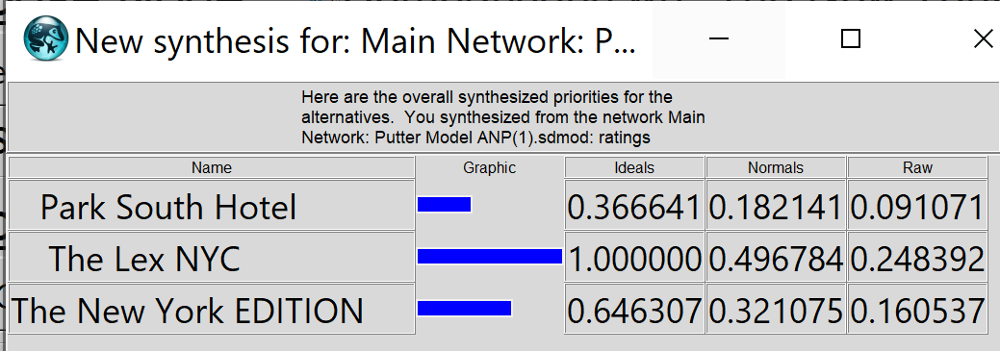 New synthesis for: Main Network: P...
Here are the overall synthesized priorities for the
alternatives. You synthesized from the network Main
Network: Putter Model ANP(1).sdmod: ratings
Name Graphic Ideals Normals Raw
Park South Hotel 0.366641 0.182141 0.091071
The Lex NYC 1.000000 0.496784 0.248392
The New York EDITION 0.646307 0.321075 0.160537